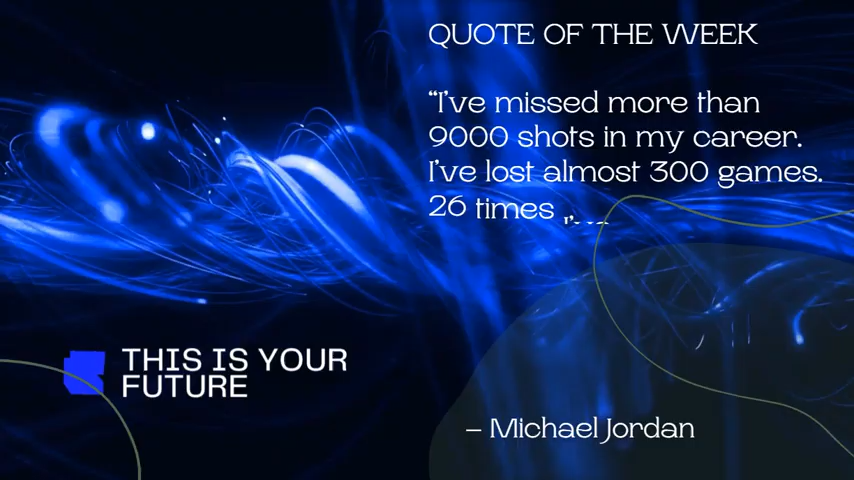 QUOTE OF THE WEEK
“I’ve missed more than
9000 shots in my career.
I’ve lost almost 300 games.
26 times
THIS IS YOUR
FUTURE
– Michael Jordan